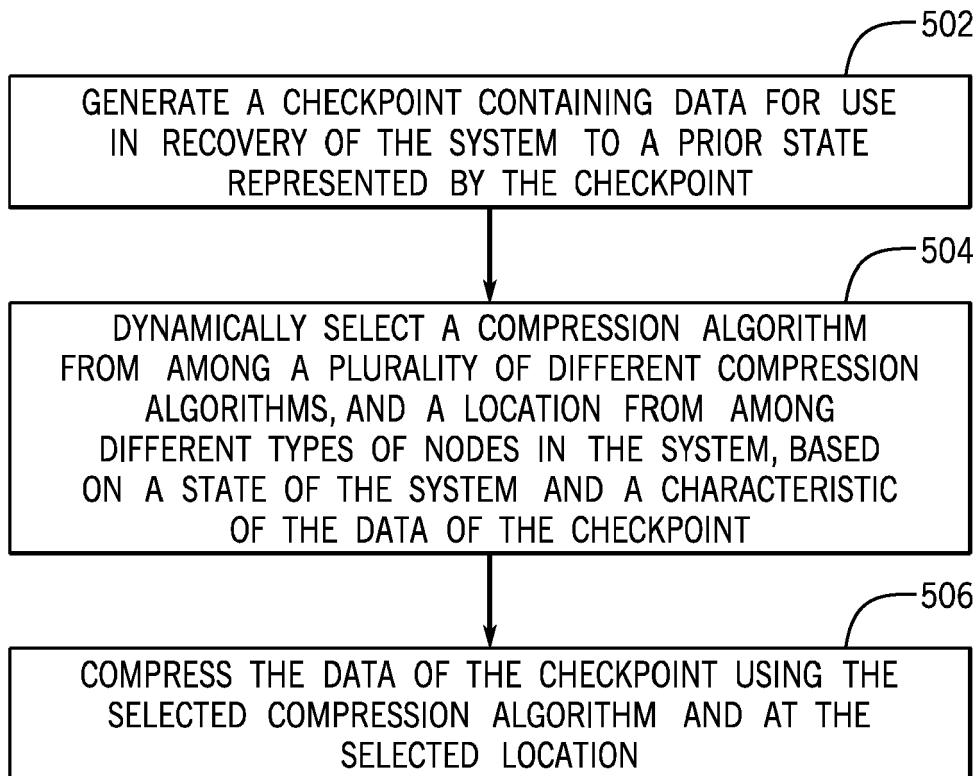 502
GENERATE A CHECKPOINT CONTAINING DATA FOR USE
IN RECOVERY OF THE SYSTEM TO A PRIOR STATE
REPRESENTED BY THE CHECKPOINT
504
DYNAMICALLY SELECT A COMPRESSION ALGORITHM
FROM AMONG A PLURALITY OF DIFFERENT COMPRESSION
ALGORITHMS, AND A LOCATION FROM AMONG
DIFFERENT TYPES OF NODES IN THE SYSTEM, BASED
ON A STATE OF THE SYSTEM AND A CHARACTERISTIC
OF THE DATA OF THE CHECKPOINT
506
COMPRESS THE DATA OF THE CHECKPOINT USING THE
SELECTED COMPRESSION ALGORITHM AND AT THE
SELECTED LOCATION